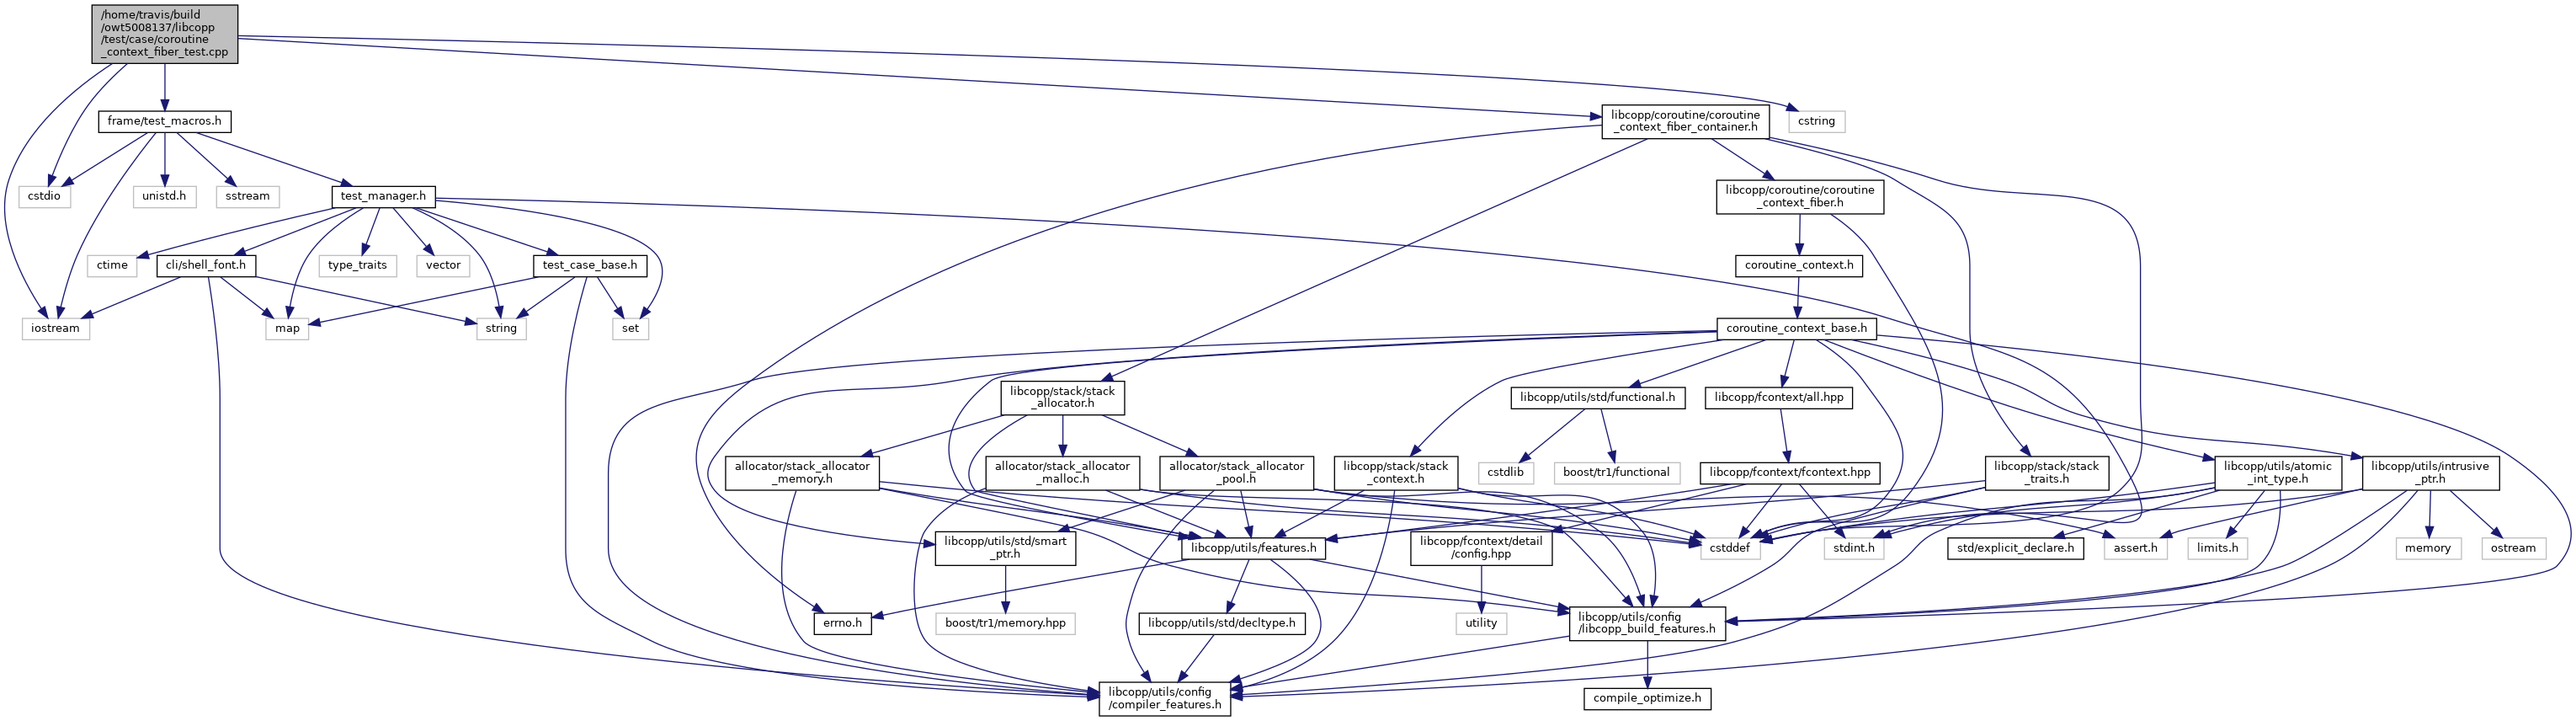 /home/travis/build
/owt5008137/libcopp
/test/case/coroutine
_context_fiber_test.cpp
frame/test_macros.h
libcopp/coroutine/coroutine
_context_fiber_container.h
cstring
cstdio
unistd.h
sstream
test_manager.h
libcopp/coroutine/coroutine
_context_fiber.h
ctime
cli/shell_font.h
type_traits
vector
test_case_base.h
coroutine_context.h
iostream
map
string
set
coroutine_context_base.h
libcopp/stack/stack
_allocator.h
libcopp/utils/std/functional.h
libcopp/fcontext/all.hpp
allocator/stack_allocator
_memory.h
allocator/stack_allocator
_malloc.h
allocator/stack_allocator
_pool.h
libcopp/stack/stack
_context.h
cstdlib
boost/tr1/functional
libcopp/fcontext/fcontext.hpp
libcopp/stack/stack
_traits.h
libcopp/utils/atomic
_int_type.h
libcopp/utils/intrusive
_ptr.h
libcopp/utils/std/smart
_ptr.h
libcopp/utils/features.h
libcopp/fcontext/detail
/config.hpp
cstddef
stdint.h
std/explicit_declare.h
assert.h
limits.h
memory
ostream
errno.h
boost/tr1/memory.hpp
libcopp/utils/std/decltype.h
utility
libcopp/utils/config
/libcopp_build_features.h
libcopp/utils/config
/compiler_features.h
compile_optimize.h